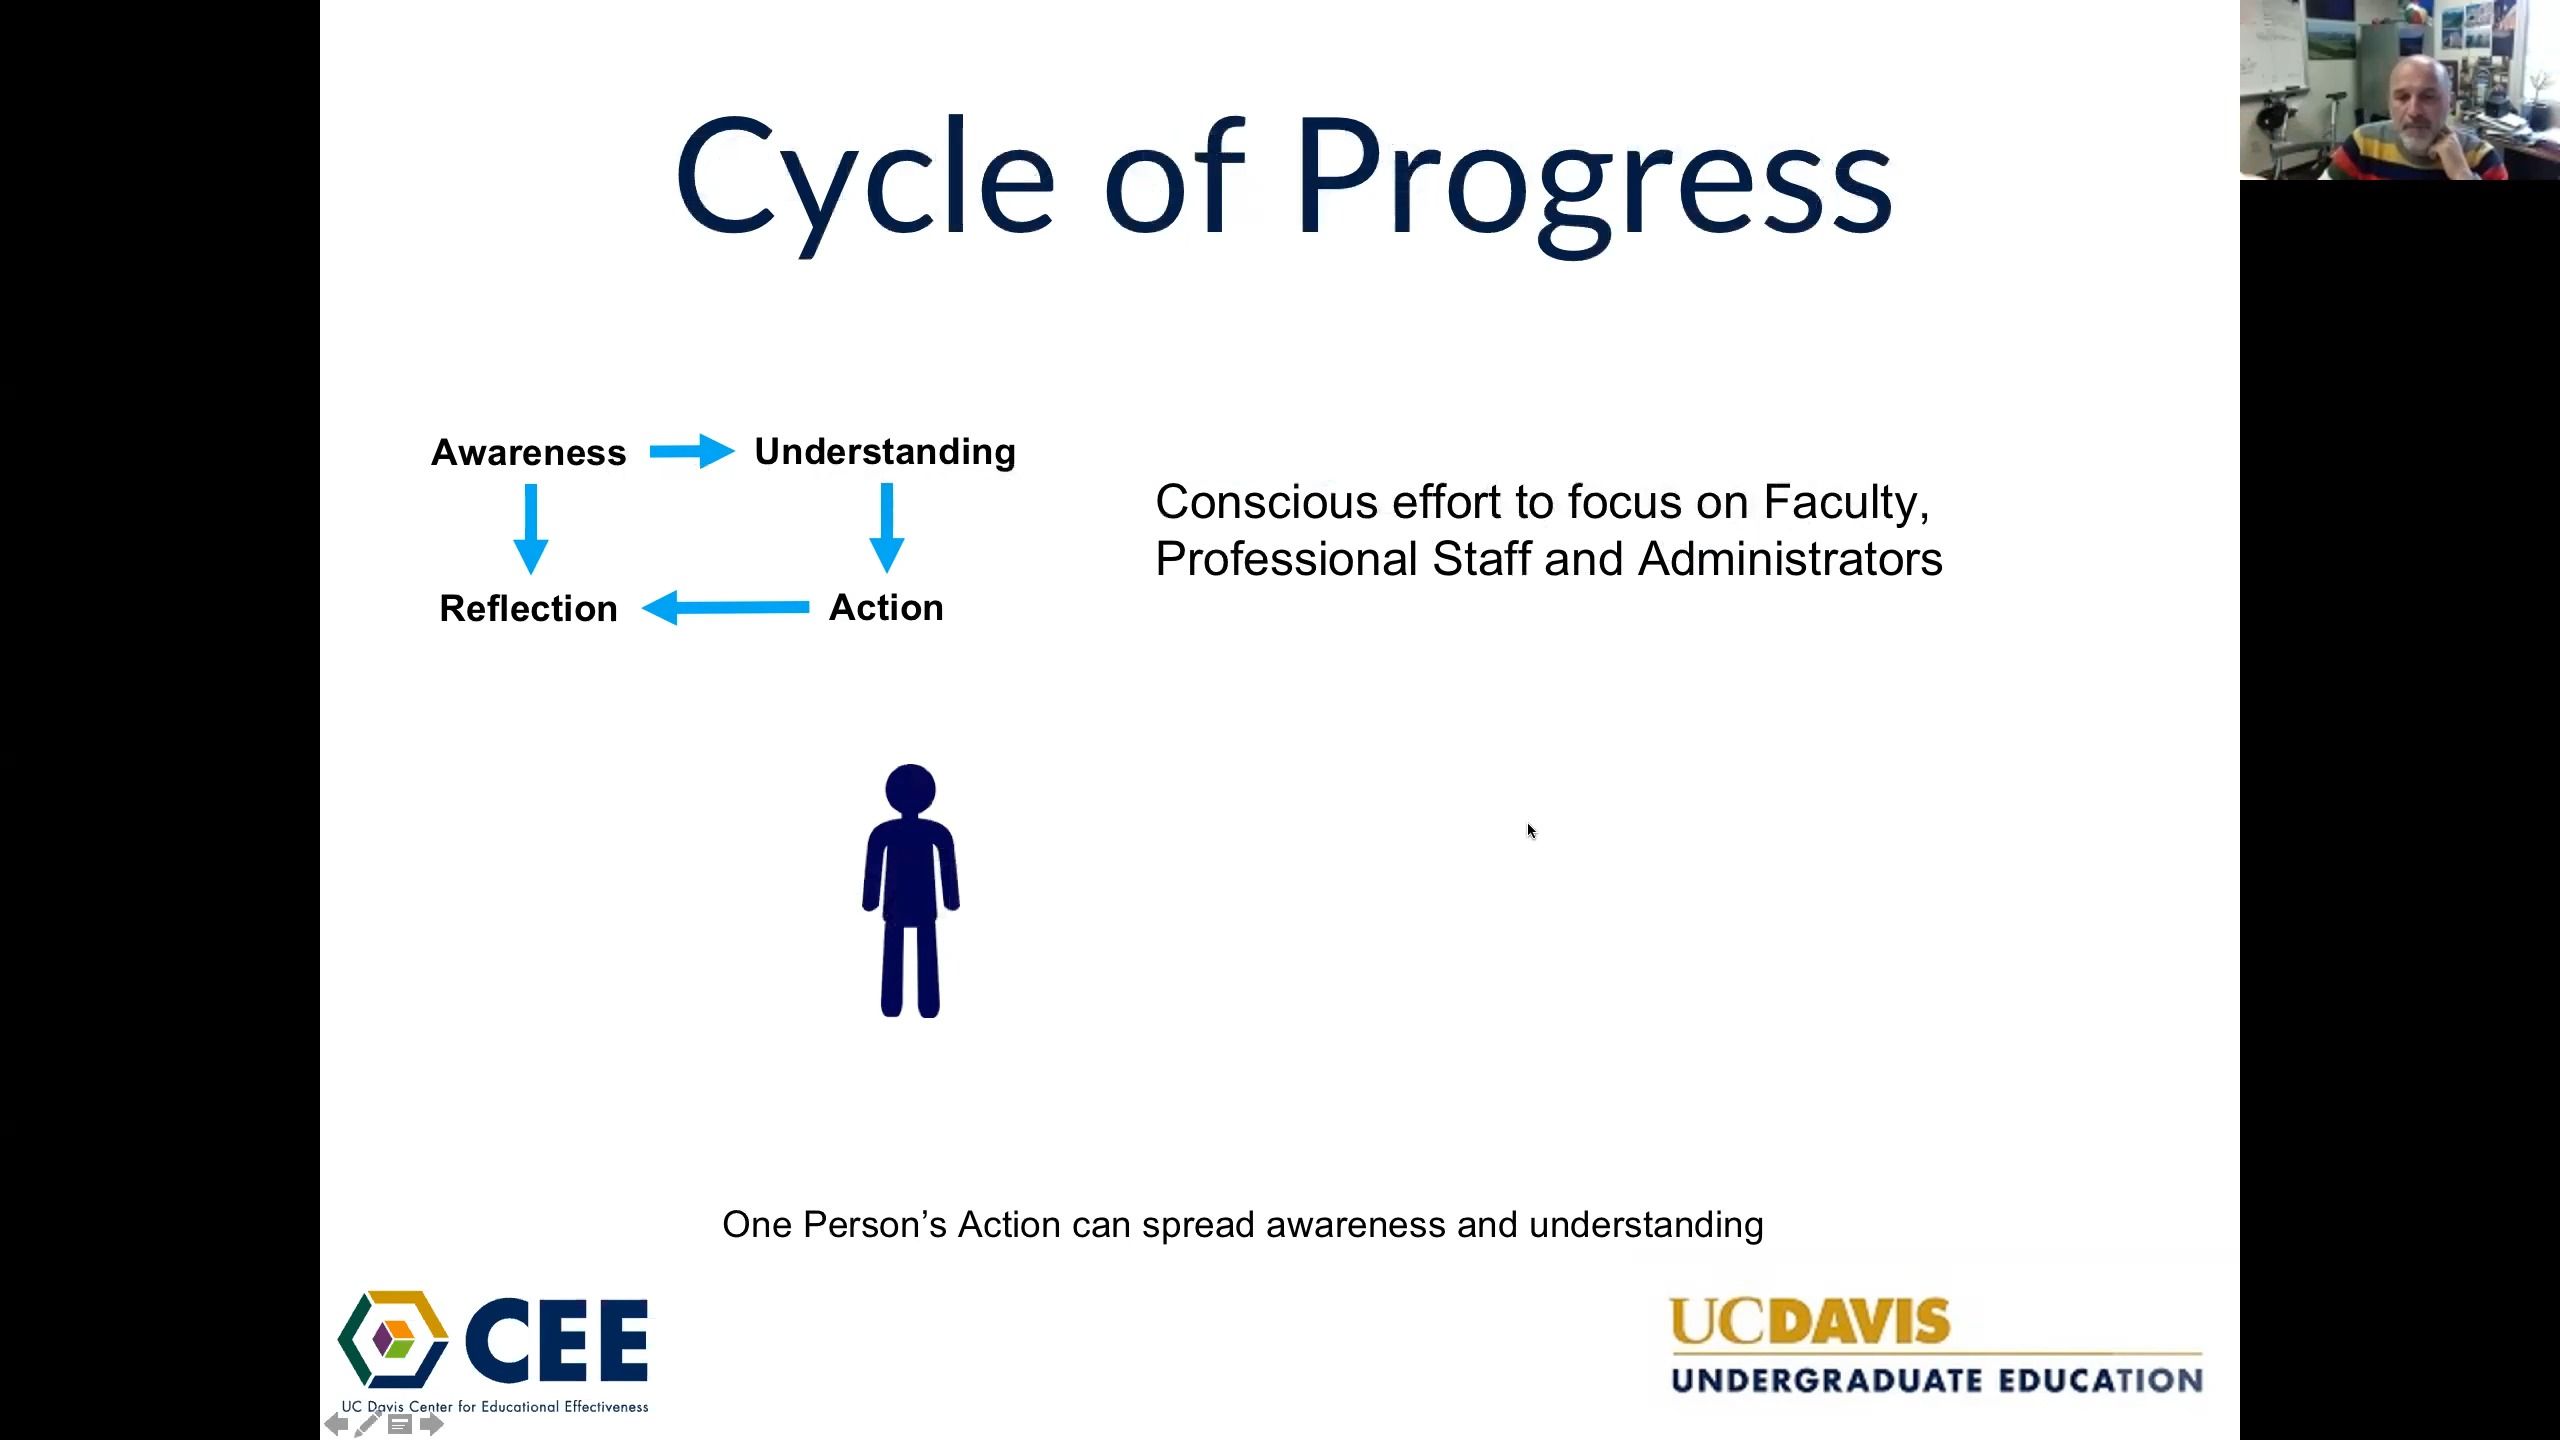 Cycle of Progress
Awareness
Understanding
Reflection
Action
Conscious effort to focus on Faculty,
Professional Staff and Administrators
One Person’s Action can spread awareness and understanding
CEE
UC Davis Center for Educational Effectiveness
UCDAVIS
UNDERGRADUATE EDUCATION